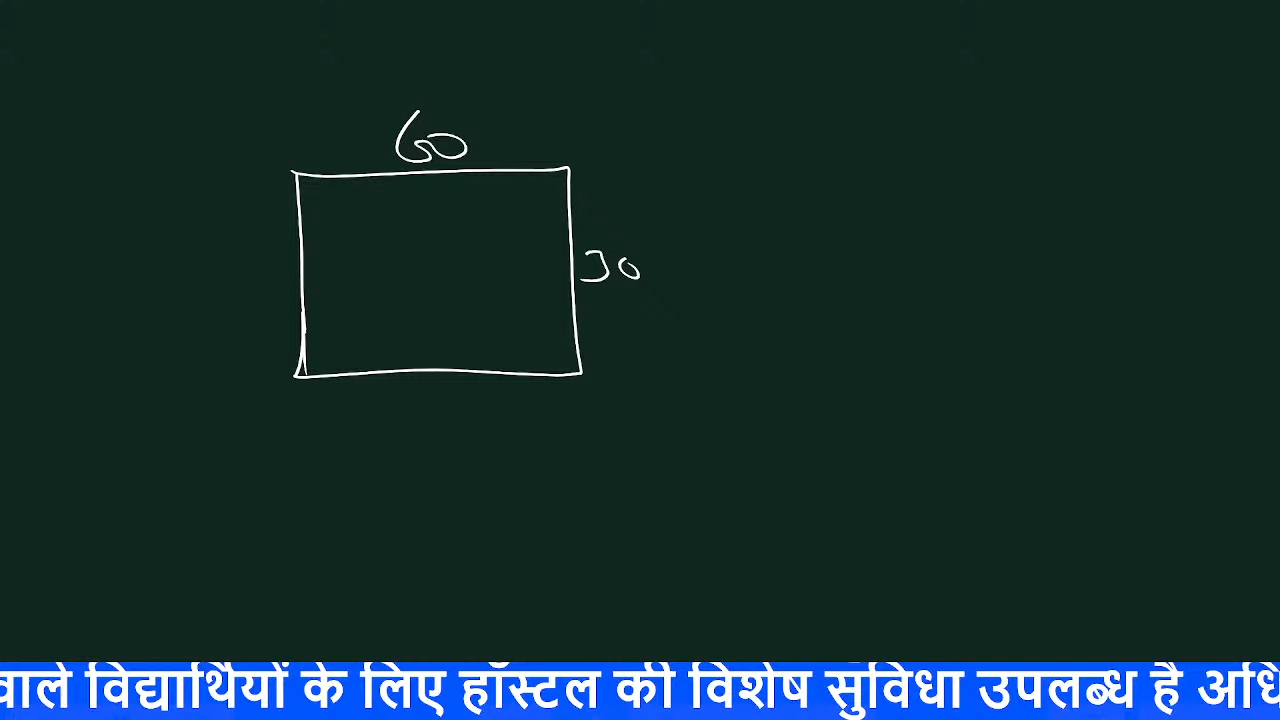 60
30
वाले विद्यार्थियों के लिए हॉस्टल की विशेष सुविधा उपलब्ध है